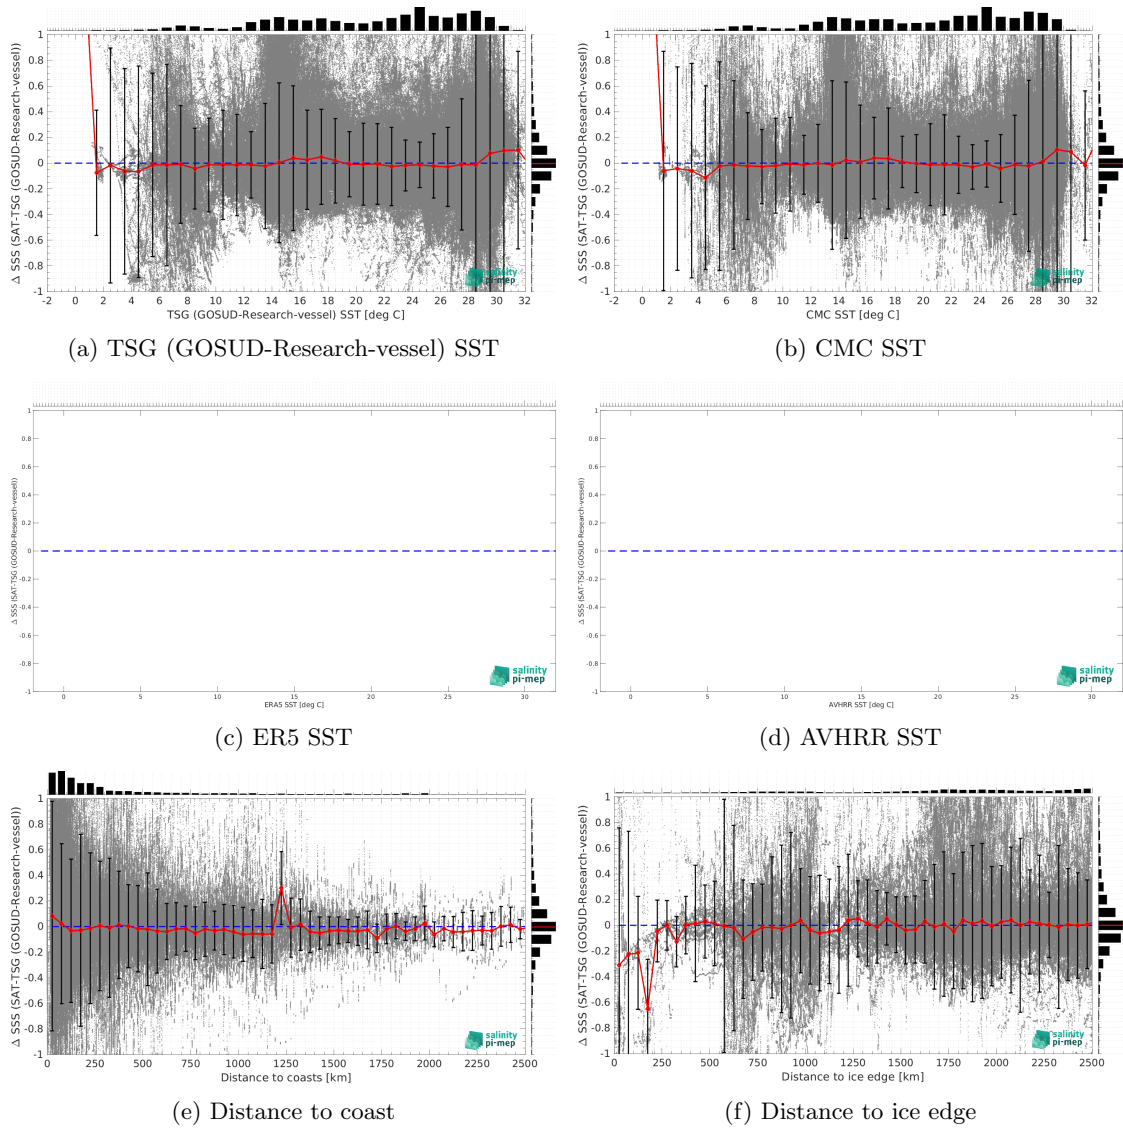 Δ SSS (SAT-TSG (GOSUD-Research-vessel))
1
0.8
0.6
0.4
0.2
0
-0.2
-0.4
-0.6
-0.8
-1
-2 0 2 4 6 8 10 12 14 16 18 20 22 24 26 28 30 32
TSG (GOSUD-Research-vessel) SST [deg C]
salinity
pi-mep
(a) TSG (GOSUD-Research-vessel) SST
Δ SSS (SAT-TSG (GOSUD-Research-vessel))
1
0.8
0.6
0.4
0.2
0
-0.2
-0.4
-0.6
-0.8
-1
-2 0 2 4 6 8 10 12 14 16 18 20 22 24 26 28 30 32
CMC SST [deg C]
salinity
pi-mep
(b) CMC SST
Δ SSS (SAT-TSG (GOSUD-Research-vessel))
1
0.8
0.6
0.4
0.2
0
-0.2
-0.4
-0.6
-0.8
-1
0 5 10 15 20 25 30
ERA5 SST [deg C]
salinity
pi-mep
(c) ER5 SST
Δ SSS (SAT-TSG (GOSUD-Research-vessel))
1
0.8
0.6
0.4
0.2
0
-0.2
-0.4
-0.6
-0.8
-1
0 5 10 15 20 25 30
AVHRR SST [deg C]
salinity
pi-mep
(d) AVHRR SST
Δ SSS (SAT-TSG (GOSUD-Research-vessel))
1
0.8
0.6
0.4
0.2
0
-0.2
-0.4
-0.6
-0.8
-1
0 250 500 750 1000 1250 1500 1750 2000 2250 2500
Distance to coasts [km]
salinity
pi-mep
(e) Distance to coast
Δ SSS (SAT-TSG (GOSUD-Research-vessel))
1
0.8
0.6
0.4
0.2
0
-0.2
-0.4
-0.6
-0.8
-1
0 250 500 750 1000 1250 1500 1750 2000 2250 2500
Distance to ice edge [km]
salinity
pi-mep
(f) Distance to ice edge